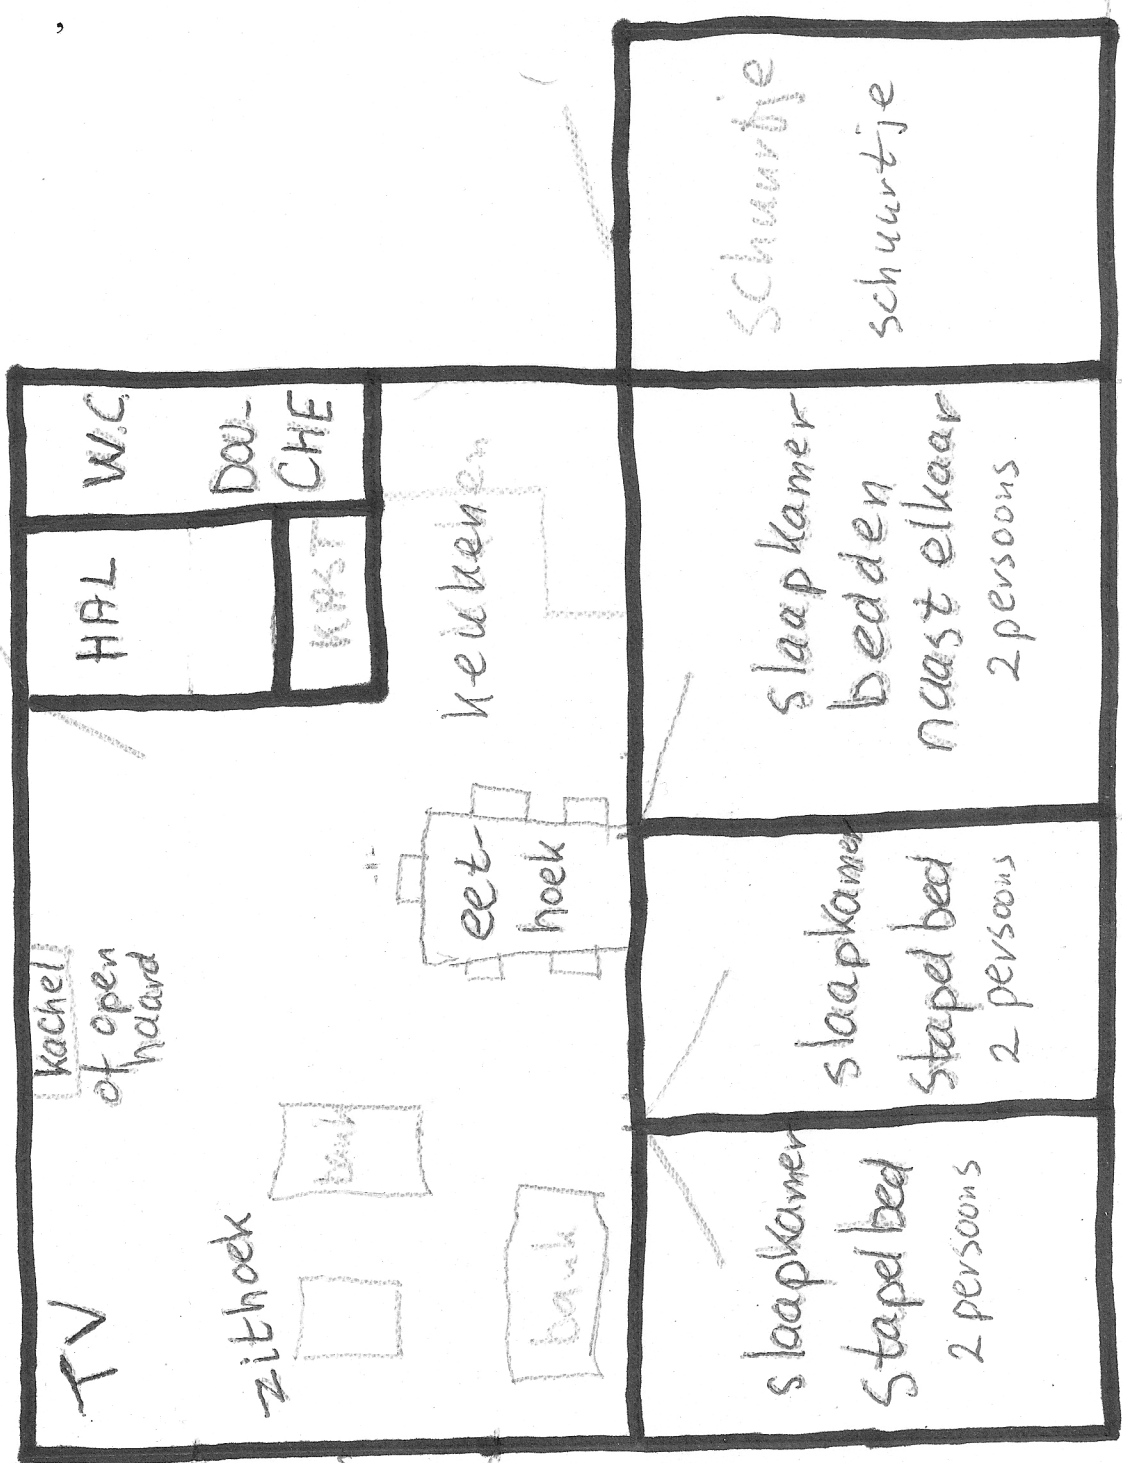 TV
zithoek
bank
bank
kachel
of open
haard
eet-
hoek
HAL
KAST
W.C.
DOU-
CHE
keuken
slaapkamer
stapelbed
2 persoons
slaapkamer
stapelbed
2 persoons
slaapkamer
bedden
naast elkaar
2 persoons
schuurtje
schuurtje